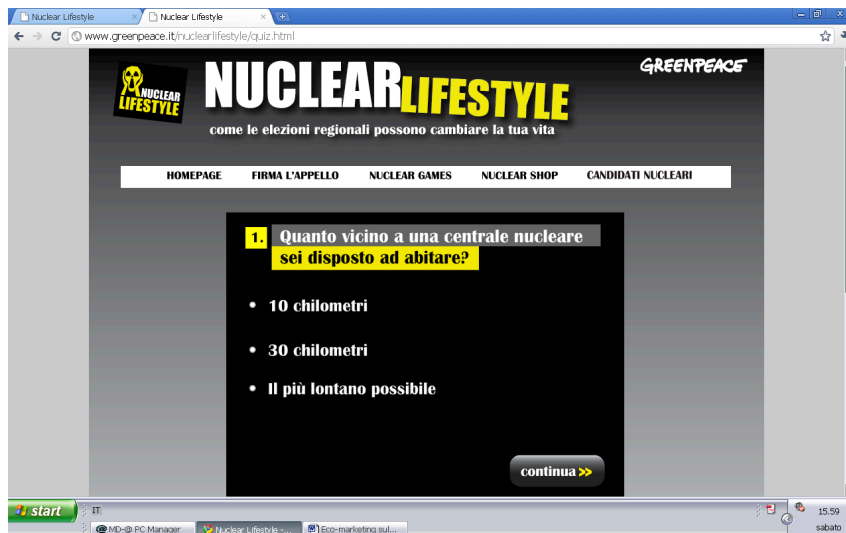 Nuclear Lifestyle
Nuclear Lifestyle
www.greenpeace.it/nuclearlifestyle/quiz.html
NUCLEAR
LIFESTYLE
NUCLEARLIFESTYLE
GREENPEACE
come le elezioni regionali possono cambiare la tua vita
HOMEPAGE FIRMA L'APPELLO NUCLEAR GAMES NUCLEAR SHOP CANDIDATI NUCLEARI
1. Quanto vicino a una centrale nucleare
sei disposto ad abitare?
• 10 chilometri
• 30 chilometri
• Il più lontano possibile
continua >>
start
IT
15.59
MD-@ PC Manager
Nuclear Lifestyle - ...
Eco-marketing sul...
sabato